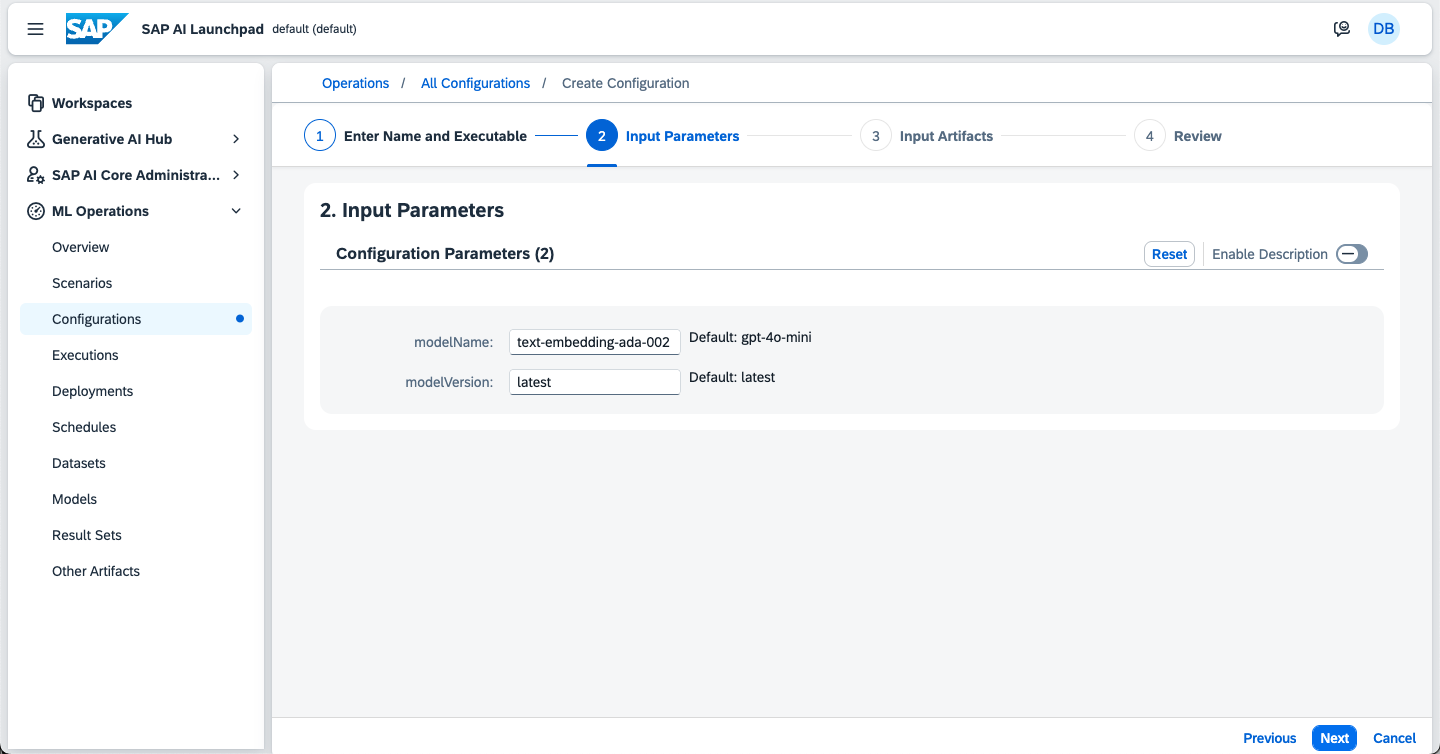 SAP SAP AI Launchpad default (default) DB
Workspaces
Generative AI Hub
SAP AI Core Administra...
ML Operations
Overview
Scenarios
Configurations
Executions
Deployments
Schedules
Datasets
Models
Result Sets
Other Artifacts
Operations / All Configurations / Create Configuration
1 Enter Name and Executable 2 Input Parameters 3 Input Artifacts 4 Review
2. Input Parameters
Configuration Parameters (2) Reset Enable Description
modelName: text-embedding-ada-002 Default: gpt-4o-mini
modelVersion: latest Default: latest
Previous Next Cancel